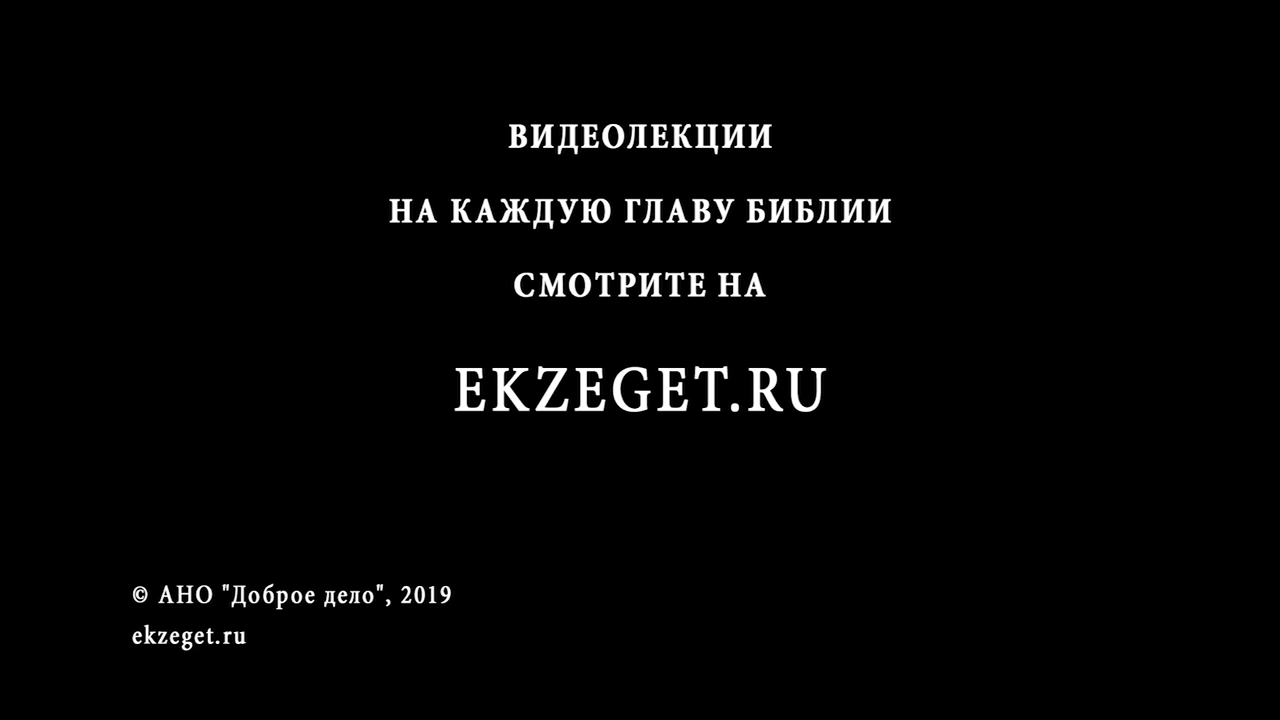 ВИДЕОЛЕКЦИИ
НА КАЖДУЮ ГЛАВУ БИБЛИИ
СМОТРИТЕ НА
EKZEGET.RU
© АНО "Доброе дело", 2019
ekzeget.ru